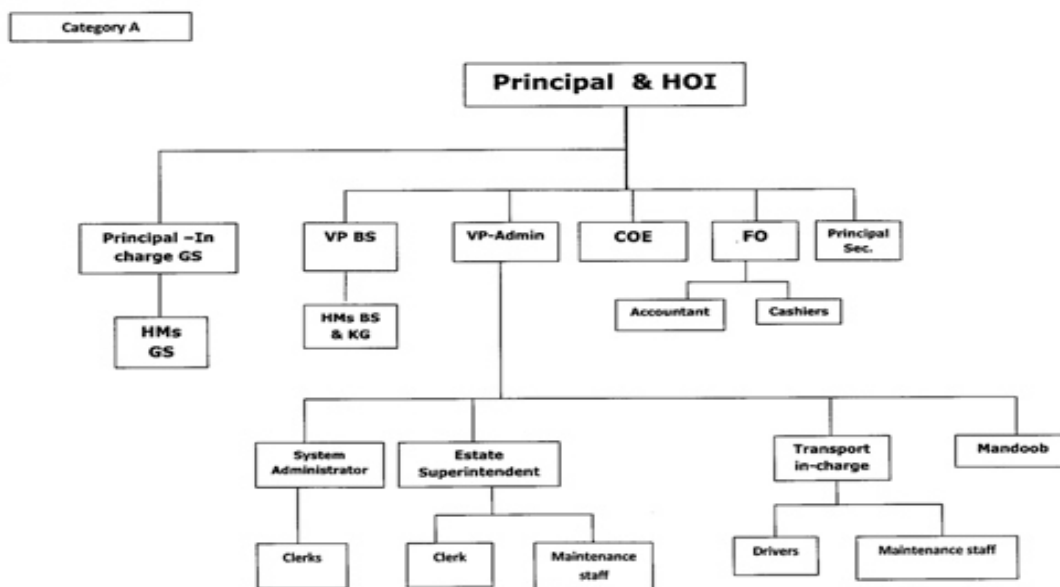 Category A
Principal & HOI
Principal –In
charge GS
VP BS
VP-Admin
COE
FO
Principal
Sec.
HMs
GS
HMs BS
& KG
Accountant
Cashiers
System
Administrator
Estate
Superintendent
Transport
in-charge
Mandoob
Clerks
Clerk
Maintenance
staff
Drivers
Maintenance staff